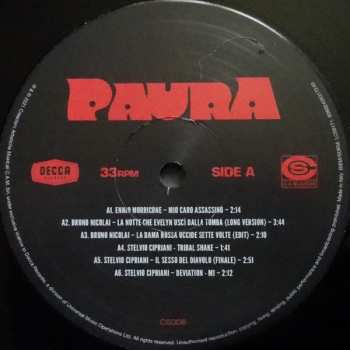 PAURA
DECCA
RECORDS
33RPM
SIDE A
A1. ENNIO MORRICONE – MIO CARO ASSASSINO – 2:14
A2. BRUNO NICOLAI – LA NOTTE CHE EVELYN USCÌ DALLA TOMBA (LONG VERSION) – 3:44
A3. BRUNO NICOLAI – LA DAMA ROSSA UCCIDE SETTE VOLTE (EDIT) – 2:10
A4. STELVIO CIPRIANI – TRIBAL SHAKE – 1:41
A5. STELVIO CIPRIANI – IL SESSO DEL DIAVOLO (FINALE) – 2:51
A6. STELVIO CIPRIANI – DEVIATION – M1 – 2:12